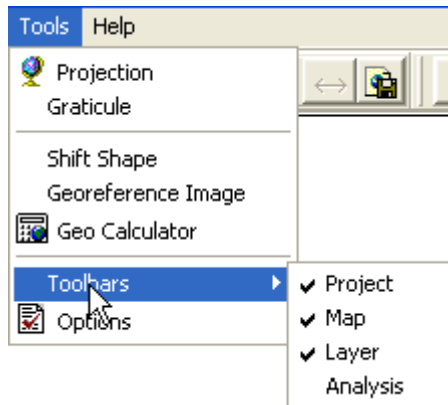 Tools Help
Projection
Graticule
Shift Shape
Georeference Image
Geo Calculator
Toolbars
Options
Project
Map
Layer
Analysis